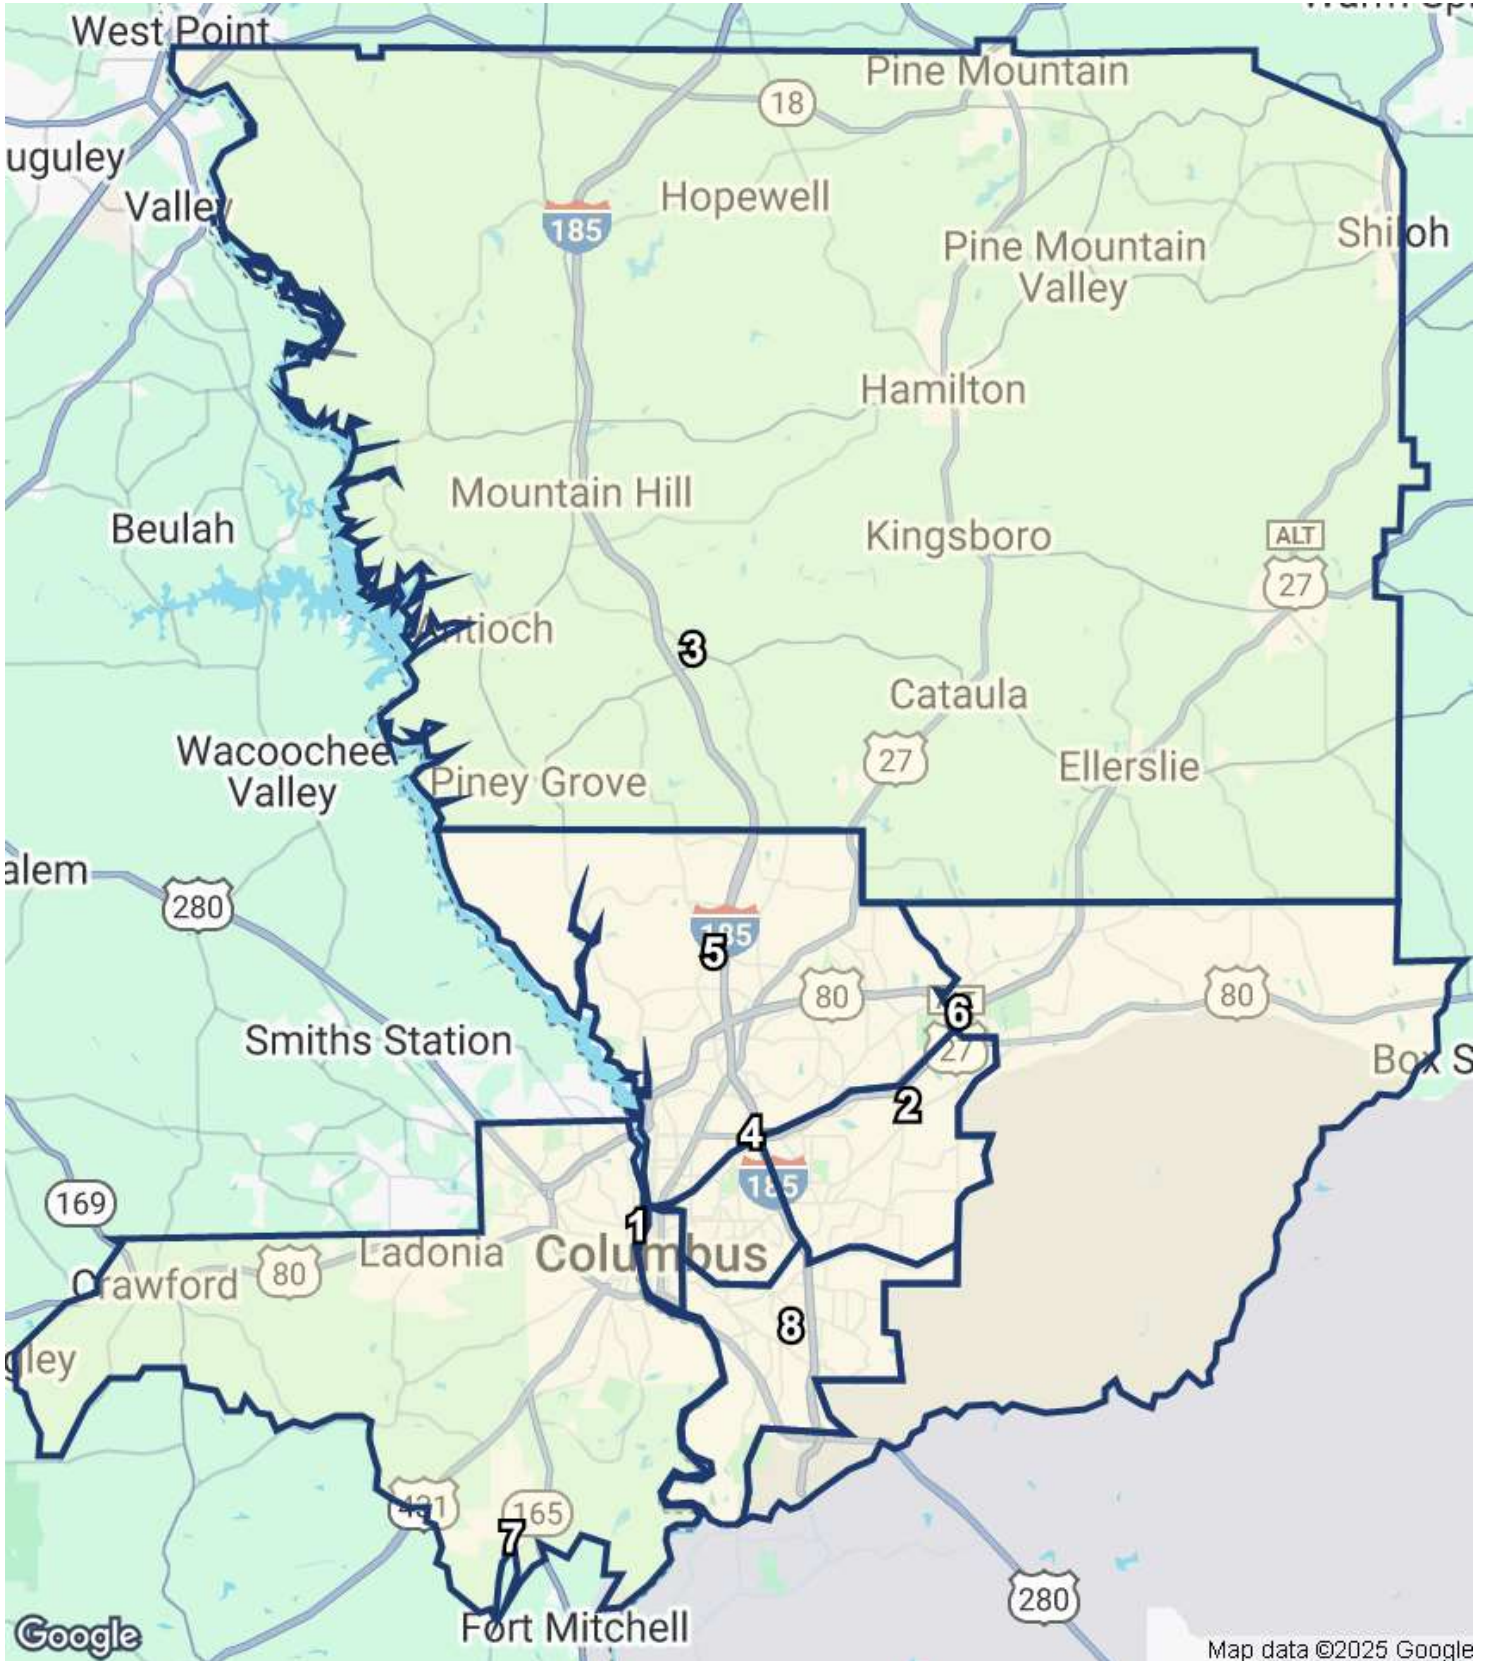 West Point
Pine Mountain
18
uguley
Valley
Hopewell
185
Pine Mountain
Valley
Shiloh
Hamilton
Mountain Hill
Beulah
Kingsboro
ALT
27
3
Cataula
Wacoochee
Valley
27
Ellerslie
Piney Grove
alem
280
185
5
80
80
6
27
Smiths Station
Box S
2
4
185
169
1
Columbus
Ladonia
80
Crawford
8
gley
431
165
7
Fort Mitchell
280
Google
Map data ©2025 Google